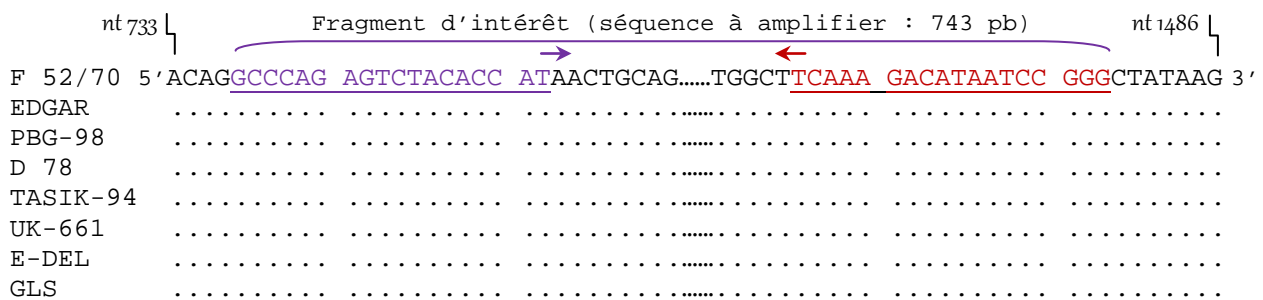 nt 733 Fragment d'intérêt (séquence à amplifier : 743 pb) nt 1486
F 52/70 5′ACAGGCCCAG AGTCTACACC ATAACTGCAG……TGGCTTCAAA GACATAATCC GGGCTATAAG 3′
EDGAR .......... .......... ..........…….......... .......... ..........
PBG-98 .......... .......... ..........…….......... .......... ..........
D 78 .......... .......... ..........…….......... .......... ..........
TASIK-94 .......... .......... ..........…….......... .......... ..........
UK-661 .......... .......... ..........…….......... .......... ..........
E-DEL .......... .......... ..........…….......... .......... ..........
GLS .......... .......... ..........…….......... .......... ..........